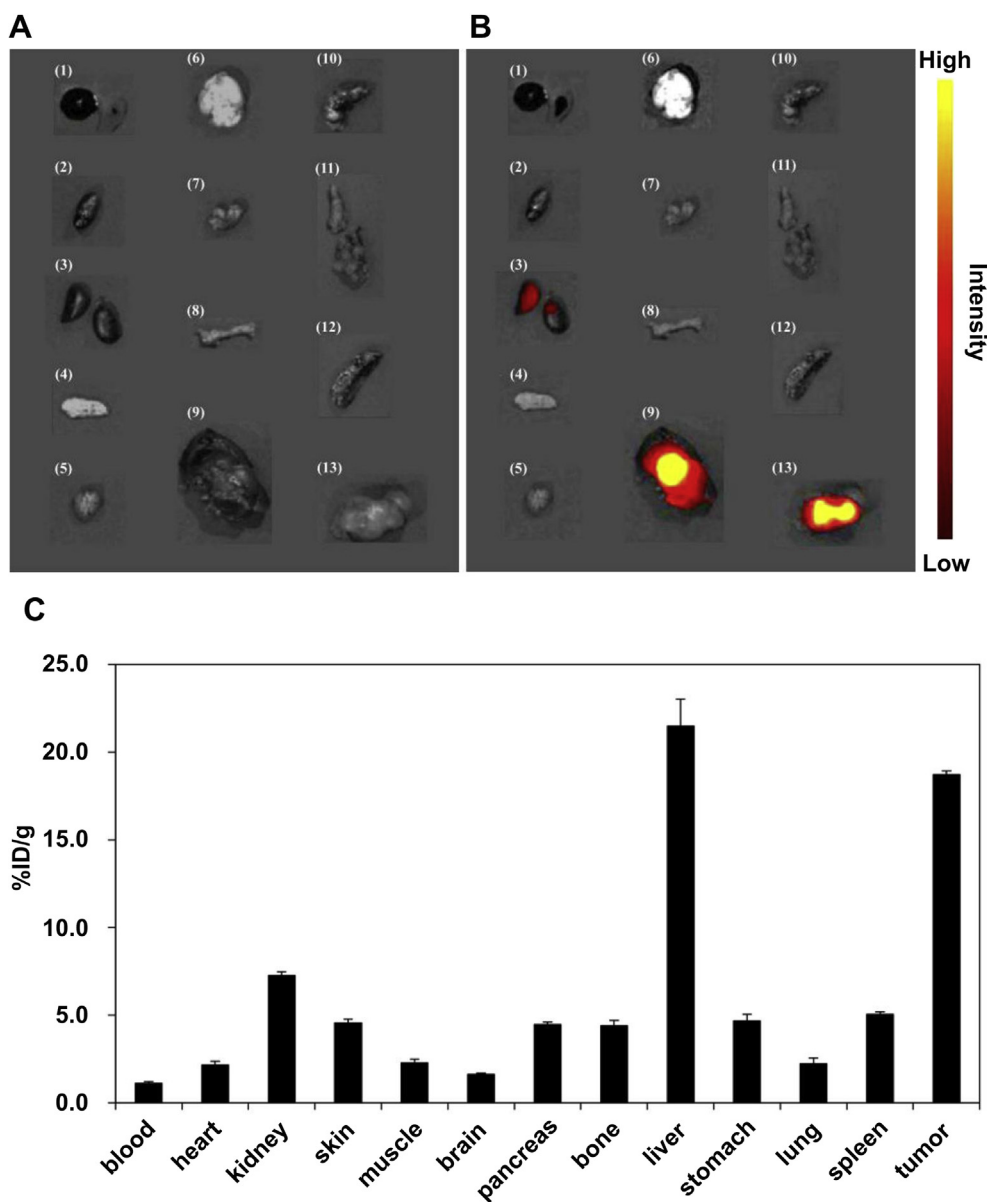 A
B
(1)
(6)
(10)
(2)
(7)
(11)
(3)
(8)
(12)
(4)
(9)
(5)
(13)
(1)
(6)
(10)
(2)
(7)
(11)
(3)
(8)
(12)
(4)
(9)
(5)
(13)
High
Intensity
Low
C
%ID/g
25.0
20.0
15.0
10.0
5.0
0.0
blood
heart
kidney
skin
muscle
brain
pancreas
bone
liver
stomach
lung
spleen
tumor